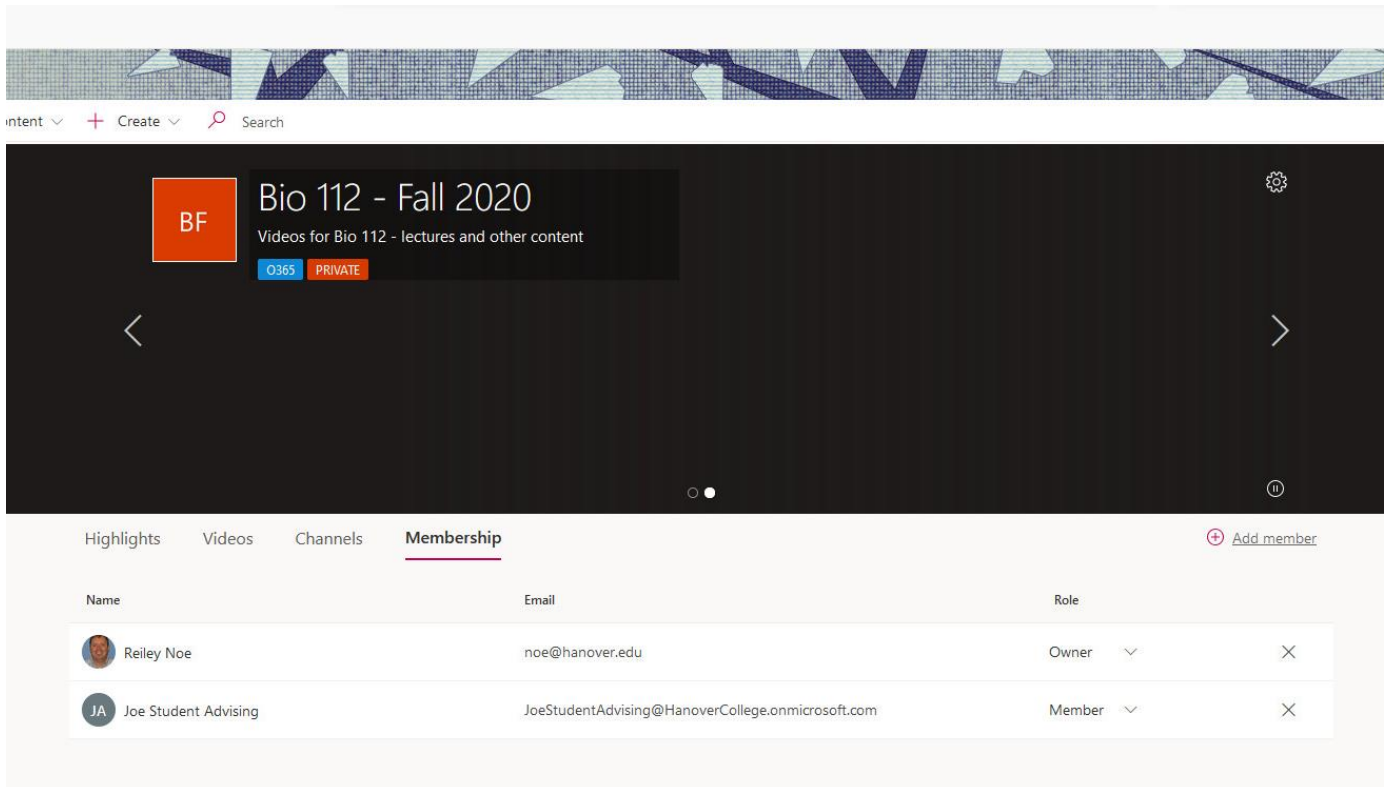 Create Search
BF
Bio 112 - Fall 2020
Videos for Bio 112 - lectures and other content
O365 PRIVATE
Highlights Videos Channels Membership Add member
Name Email Role
Reiley Noe noe@hanover.edu Owner
JA Joe Student Advising JoeStudentAdvising@HanoverCollege.onmicrosoft.com Member